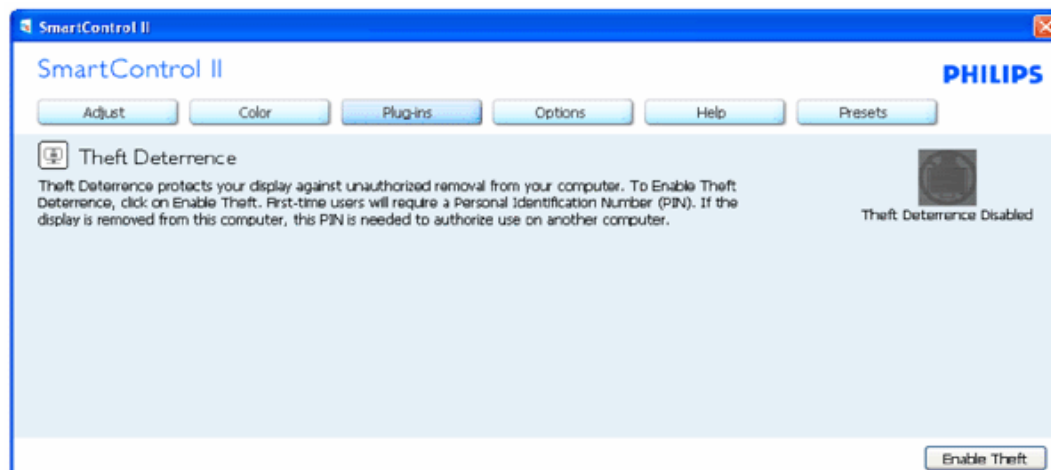 SmartControl II
SmartControl II
PHILIPS
Adjust Color Plug-ins Options Help Presets
Theft Deterrence
Theft Deterrence protects your display against unauthorized removal from your computer. To Enable Theft
Deterrence, click on Enable Theft. First-time users will require a Personal Identification Number (PIN). If the
display is removed from this computer, this PIN is needed to authorize use on another computer.
Theft Deterrence Disabled
Enable Theft